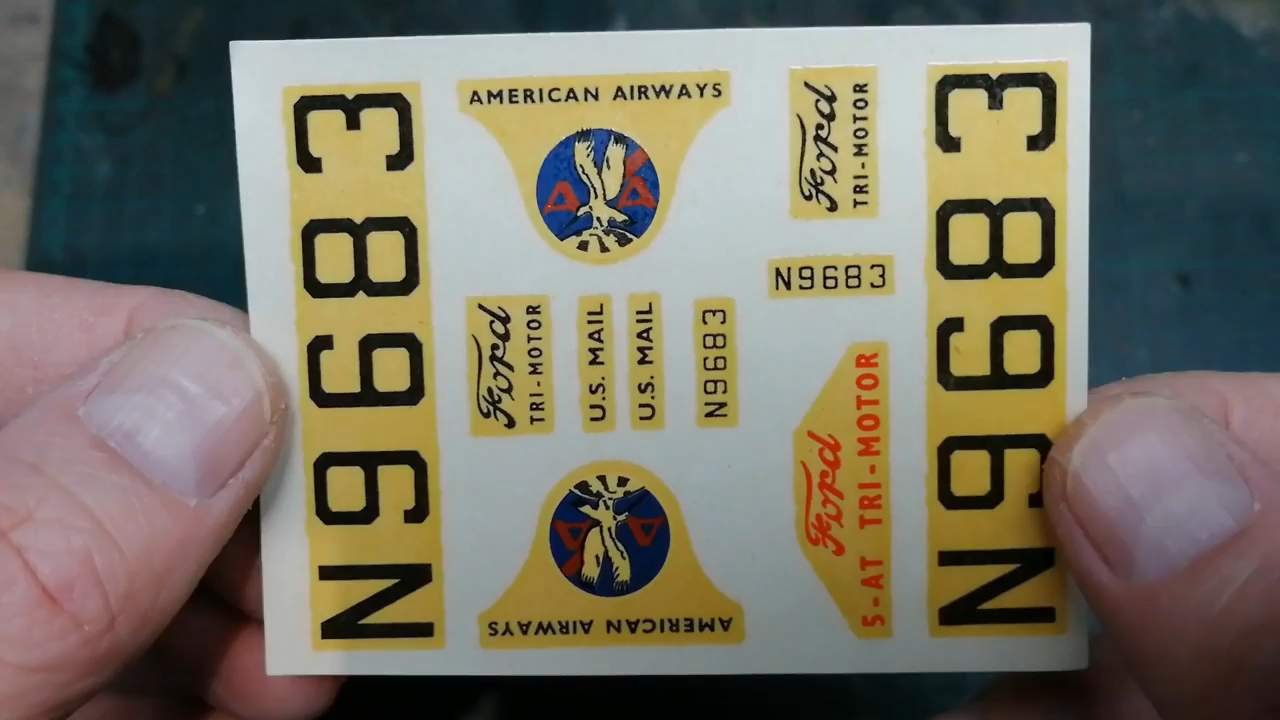 N9683
AMERICAN AIRWAYS
A A
Ford
TRI-MOTOR
N9683
Ford
TRI-MOTOR
U.S. MAIL
U.S. MAIL
N9683
N9683
Ford
5-AT TRI-MOTOR
A A
AMERICAN AIRWAYS